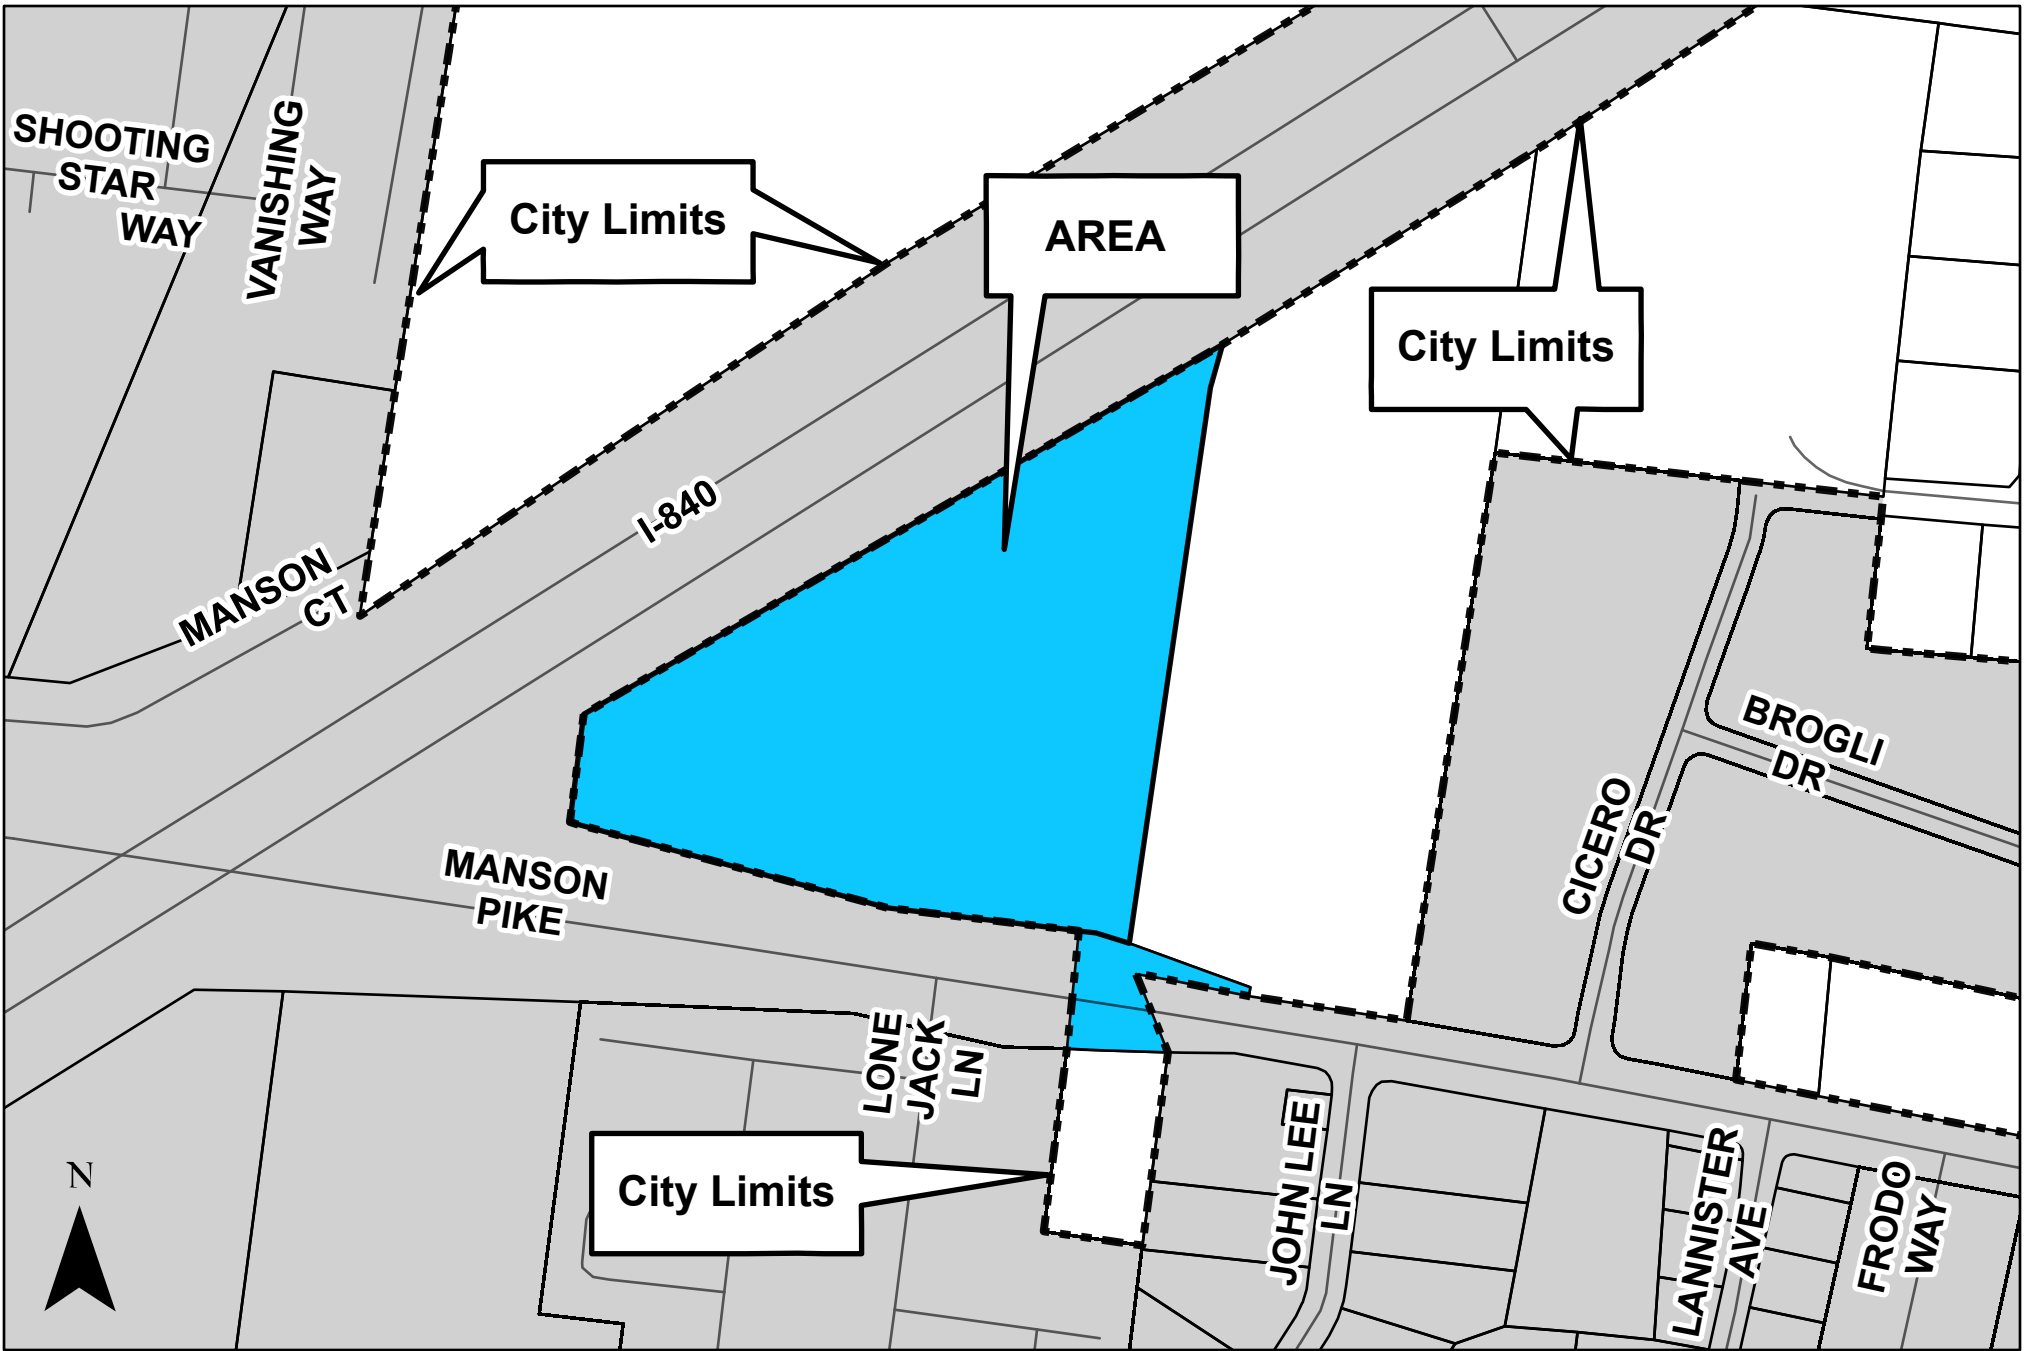 SHOOTING
STAR
WAY
VANISHING
WAY
City Limits
AREA
City Limits
I-840
MANSON
CT
BROGLI
DR
CICERO
DR
MANSON
PIKE
LONE
JACK
LN
City Limits
JOHN LEE
LN
LANNISTER
AVE
FRODO
WAY
N